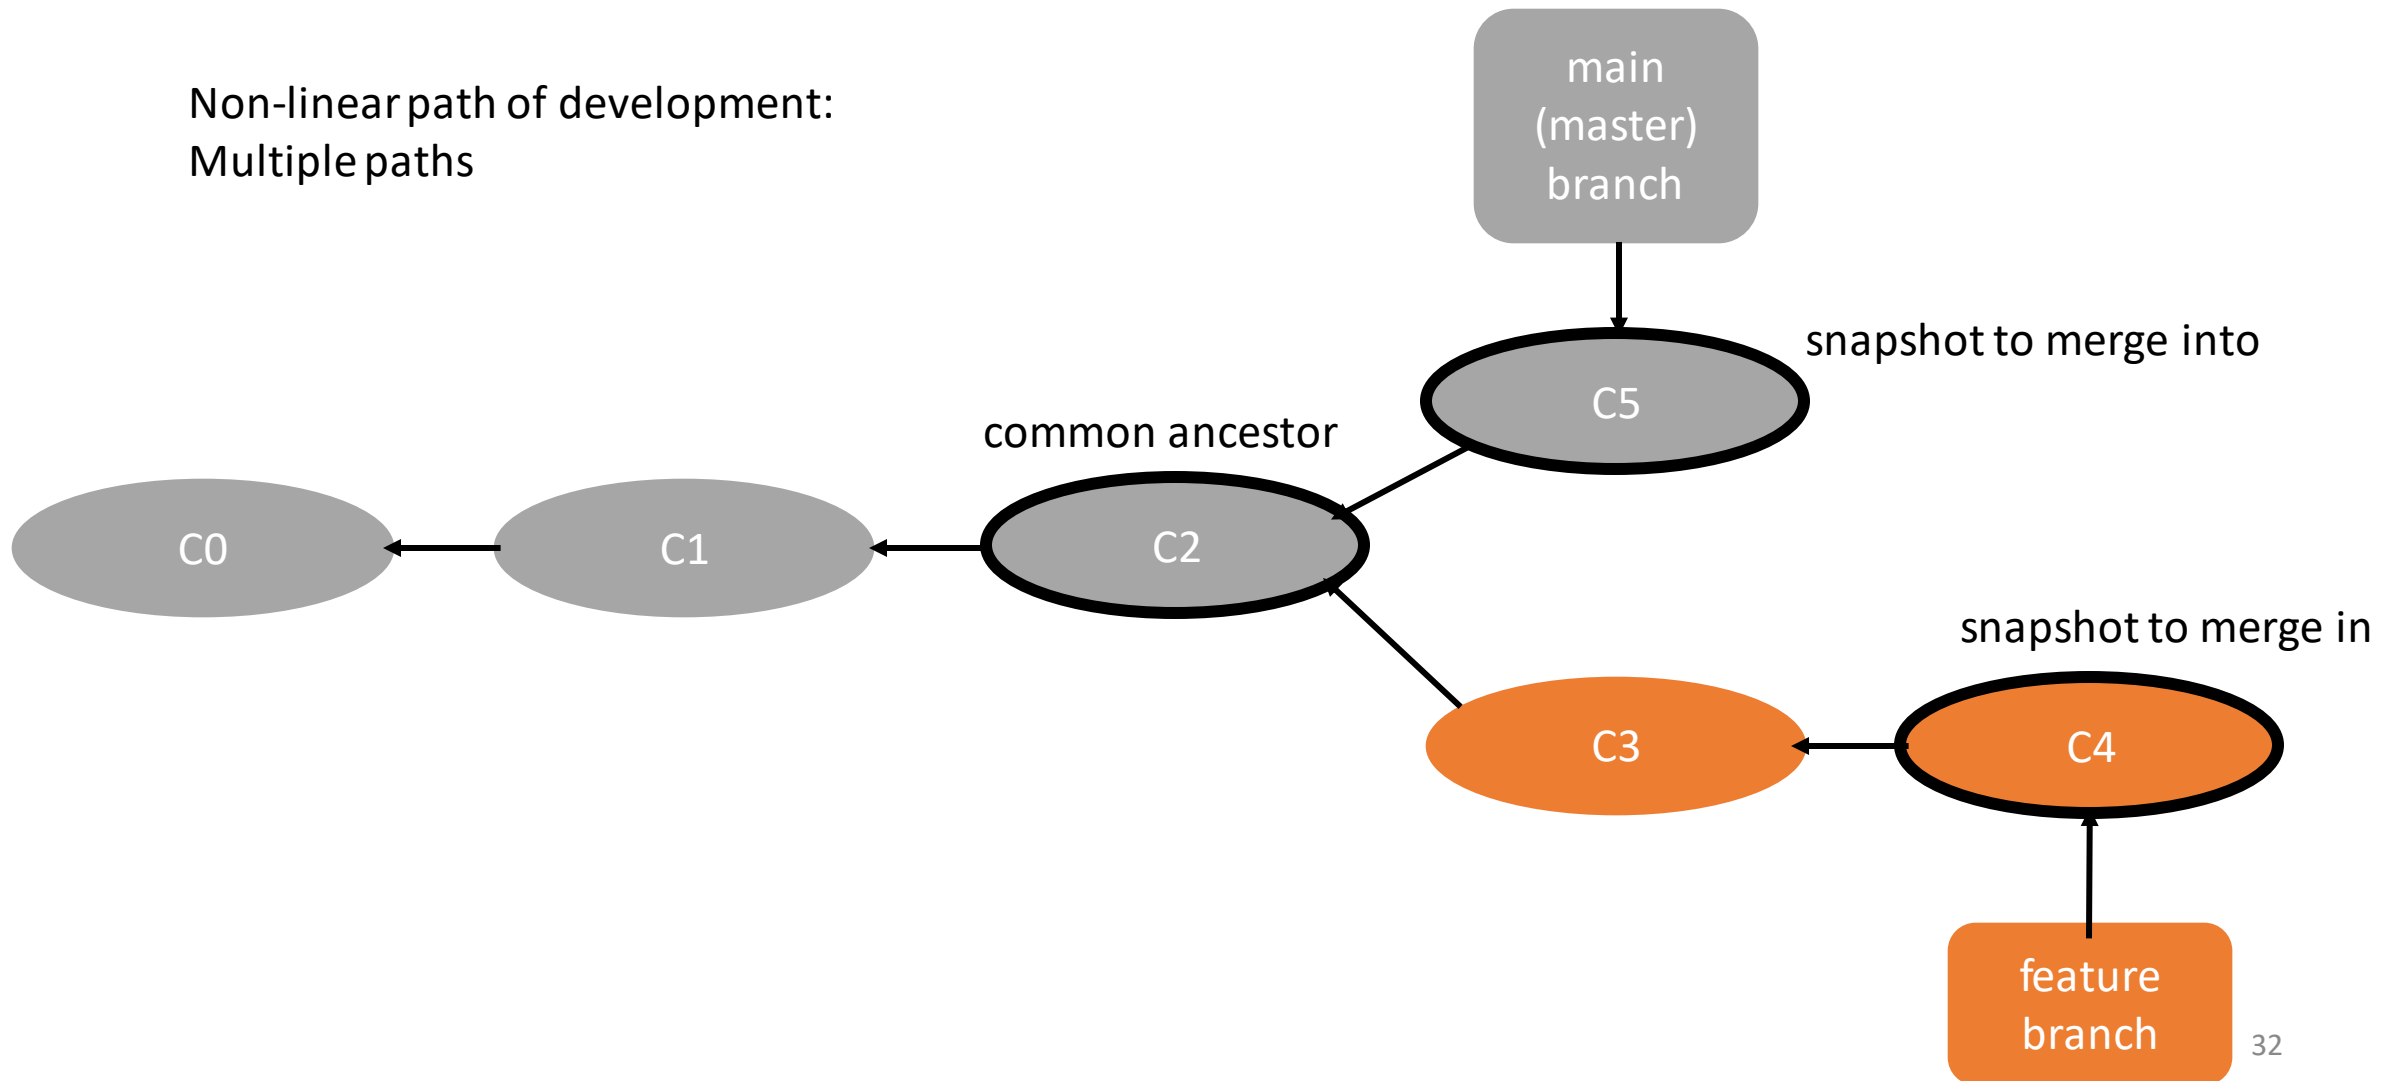 Non-linear path of development:
Multiple paths
main
(master)
branch
snapshot to merge into
C5
common ancestor
C0
C1
C2
snapshot to merge in
C3
C4
feature
branch
32